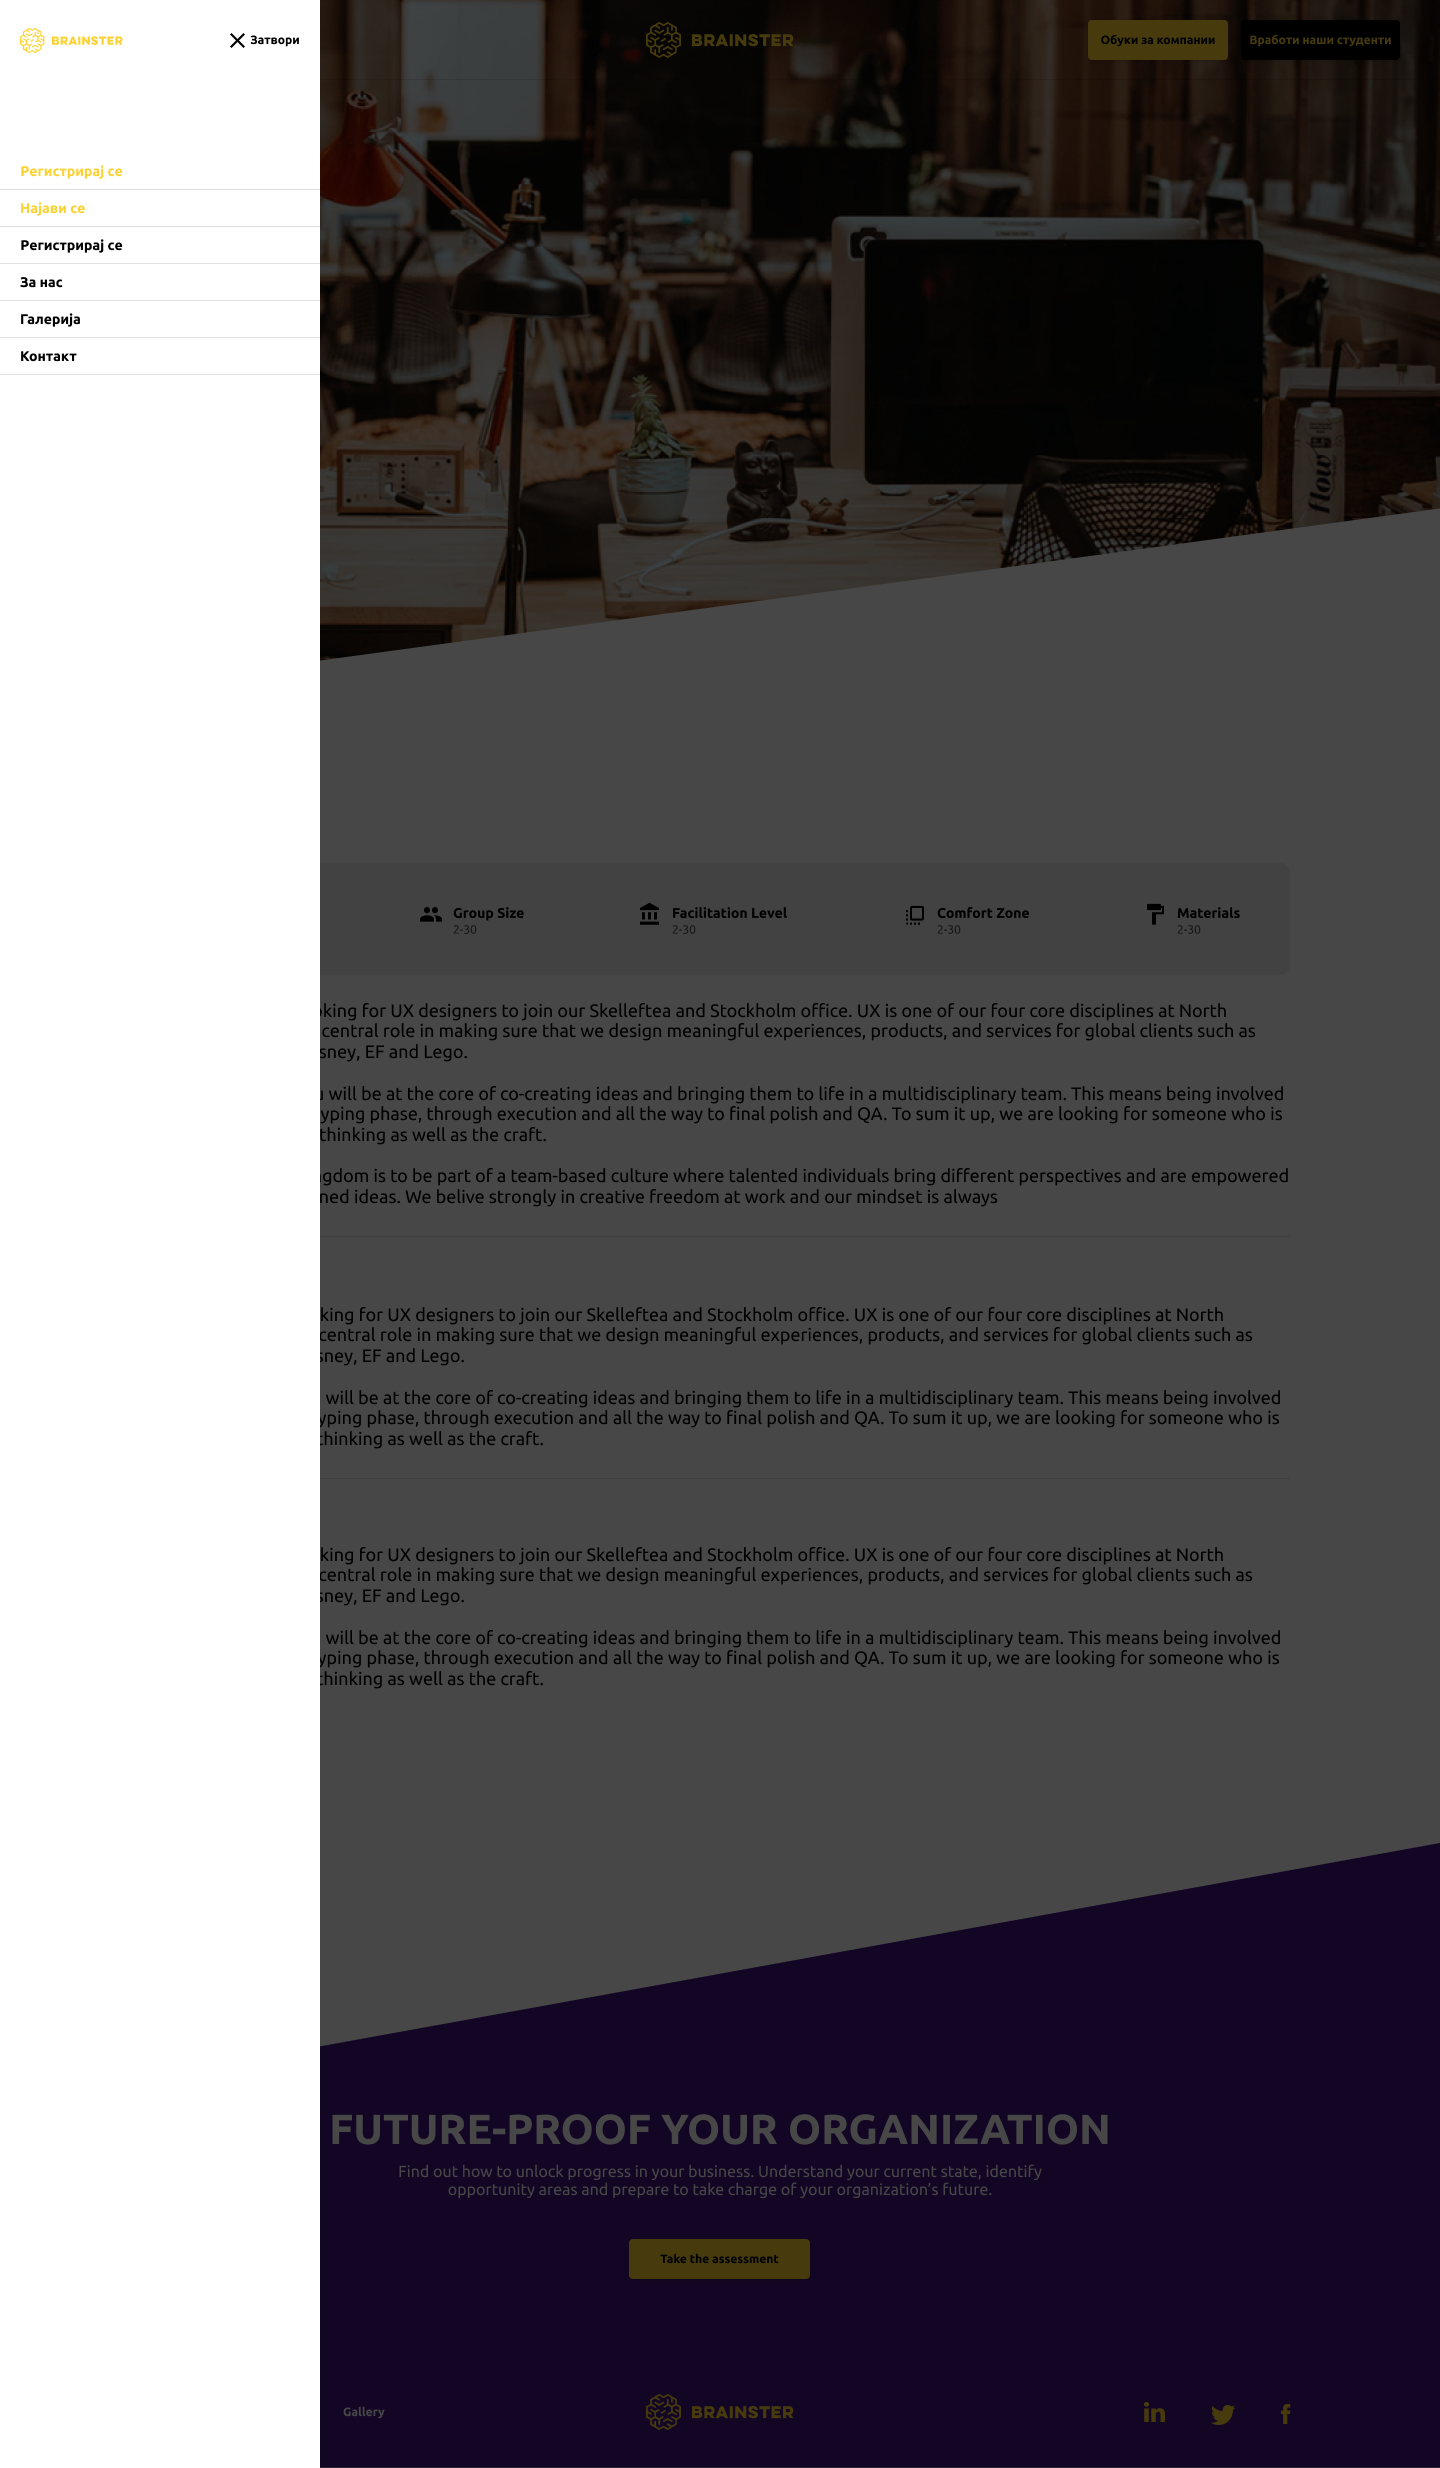 BRAINSTER
Затвори
Регистрирај се
Најави се
Регистрирај се
За нас
Галерија
Контакт
BRAINSTER
Обуки за компании
Вработи наши студенти
flow
Group Size
2-30
Facilitation Level
2-30
Comfort Zone
2-30
Materials
2-30
for UX designers to join our Skelleftea and Stockholm office. UX is one of our four core disciplines at North
central role in making sure that we design meaningful experiences, products, and services for global clients such as
EF and Lego.
will be at the core of co-creating ideas and bringing them to life in a multidisciplinary team. This means being involved
phase, through execution and all the way to final polish and QA. To sum it up, we are looking for someone who is
thinking as well as the craft.
is to be part of a team-based culture where talented individuals bring different perspectives and are empowered
ideas. We belive strongly in creative freedom at work and our mindset is always
for UX designers to join our Skelleftea and Stockholm office. UX is one of our four core disciplines at North
central role in making sure that we design meaningful experiences, products, and services for global clients such as
EF and Lego.
will be at the core of co-creating ideas and bringing them to life in a multidisciplinary team. This means being involved
phase, through execution and all the way to final polish and QA. To sum it up, we are looking for someone who is
thinking as well as the craft.
for UX designers to join our Skelleftea and Stockholm office. UX is one of our four core disciplines at North
central role in making sure that we design meaningful experiences, products, and services for global clients such as
EF and Lego.
will be at the core of co-creating ideas and bringing them to life in a multidisciplinary team. This means being involved
phase, through execution and all the way to final polish and QA. To sum it up, we are looking for someone who is
thinking as well as the craft.
FUTURE-PROOF YOUR ORGANIZATION
Find out how to unlock progress in your business. Understand your current state, identify
opportunity areas and prepare to take charge of your organization's future.
Take the assessment
Gallery
BRAINSTER